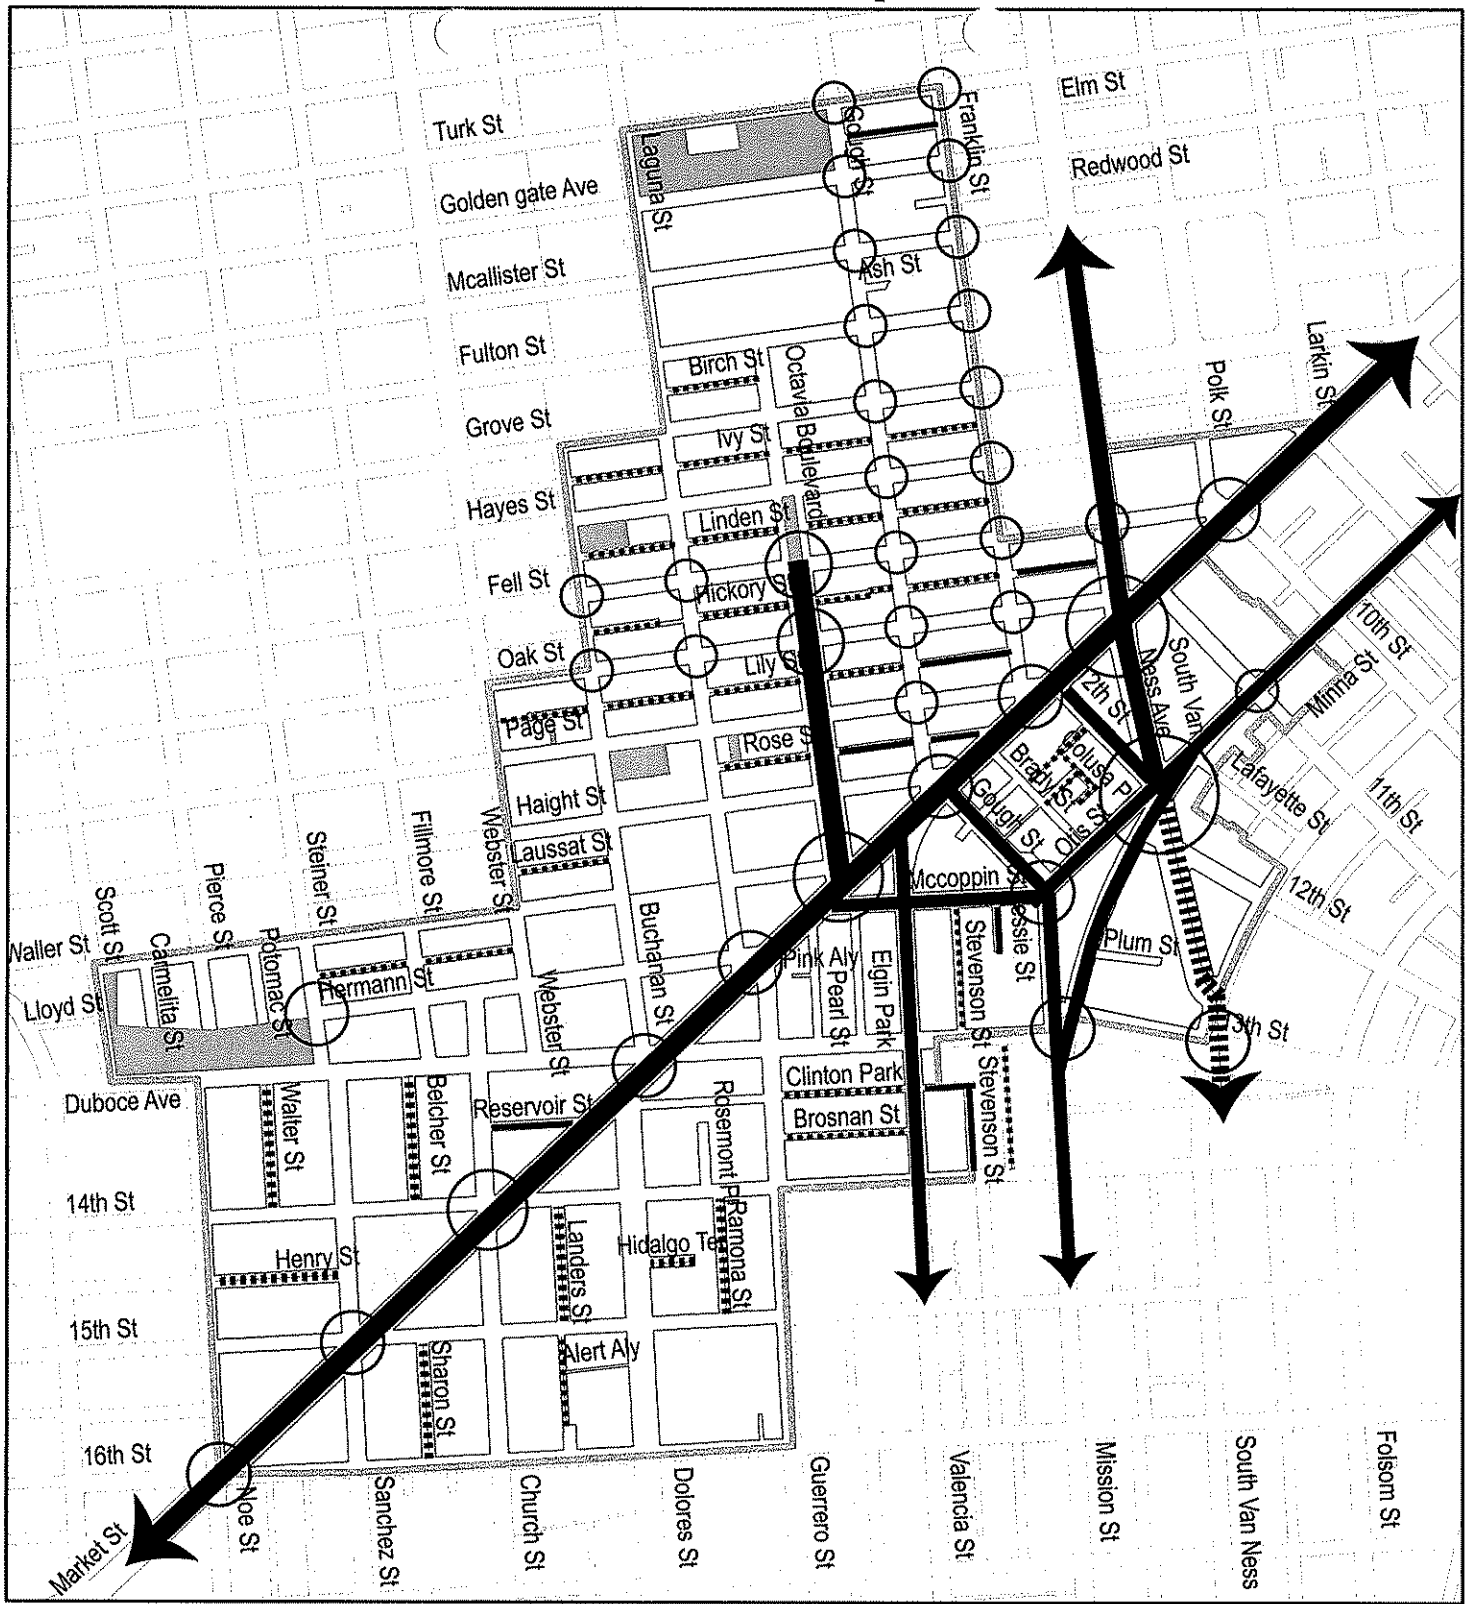 Elm St
Turk St
Franklin St
Gough St
Redwood St
Golden gate Ave
Laguna St
Mcallister St
Ash St
Fulton St
Birch St
Octavia Boulevard
Larkin St
Polk St
Grove St
Ivy St
Hayes St
Linden St
Fell St
Hickory St
10th St
Oak St
Lily St
South Van
Ness Ave
Minna St
2th St
Page St
Rose S
Colusa P
Brady St
Lafayette St
11th St
Haight St
Gough St
Otis St
Laussat St
Webster St
Fillmore St
Steiner St
Pierce St
Scott St
Mccoppin S
12th St
Waller St
Carmelita St
Potomac St
Hermann St
Buchanan St
Webster St
Pink Aly
Pearl St
Elgin Park
Stevenson St
essie St
Plum St
Lloyd St
3th St
Duboce Ave
Walter St
Belcher St
Reservoir St
Rosemont P
Clinton Park
Brosnan St
Stevenson St
14th St
Henry St
Landers St
Hidalgo Te
Ramona St
15th St
Sharon St
Alert Aly
16th St
Market St
Noe St
Sanchez St
Church St
Dolores St
Guerrero St
Valencia St
Mission St
South Van Ness
Folsom St